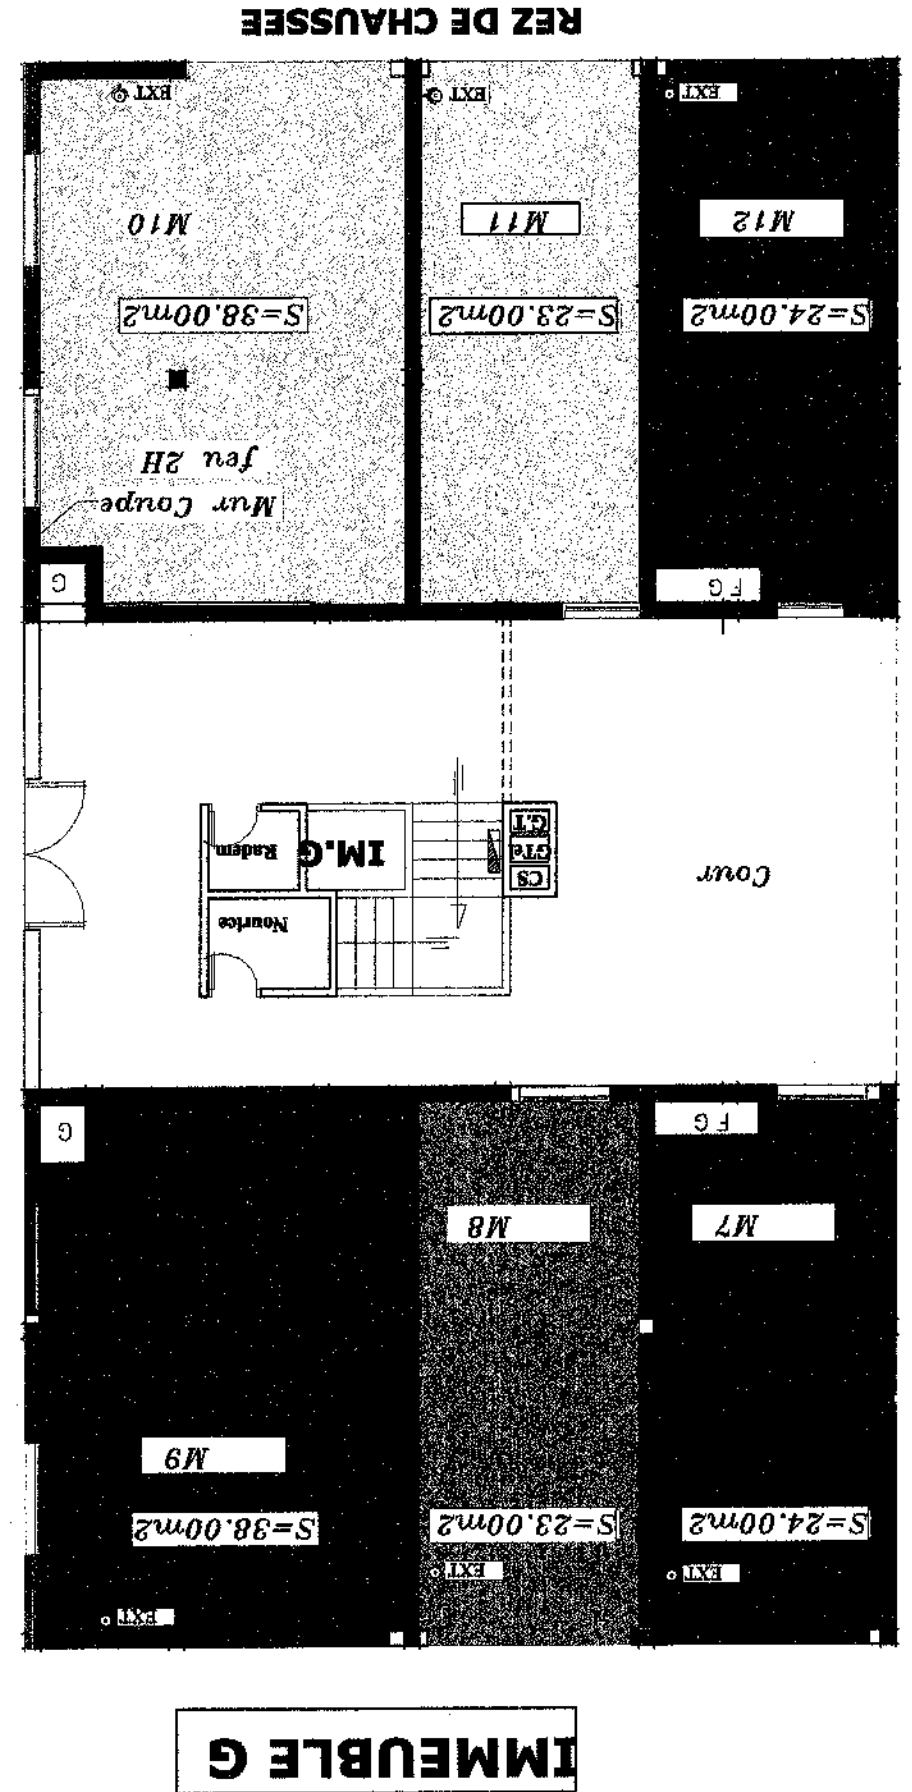 IMMEUBLE G
EXT
EXT
EXT
S=24.00m2
S=23.00m2
S=38.00m2
M9
M7
M8
F G
G
Nourice
Cour
CS
GTe
G.T
IM.G
Radem
F G
G
Mur Coupe
feu 2H
S=24.00m2
S=23.00m2
S=38.00m2
M12
M11
M10
EXT
EXT
EXT
REZ DE CHAUSSEE